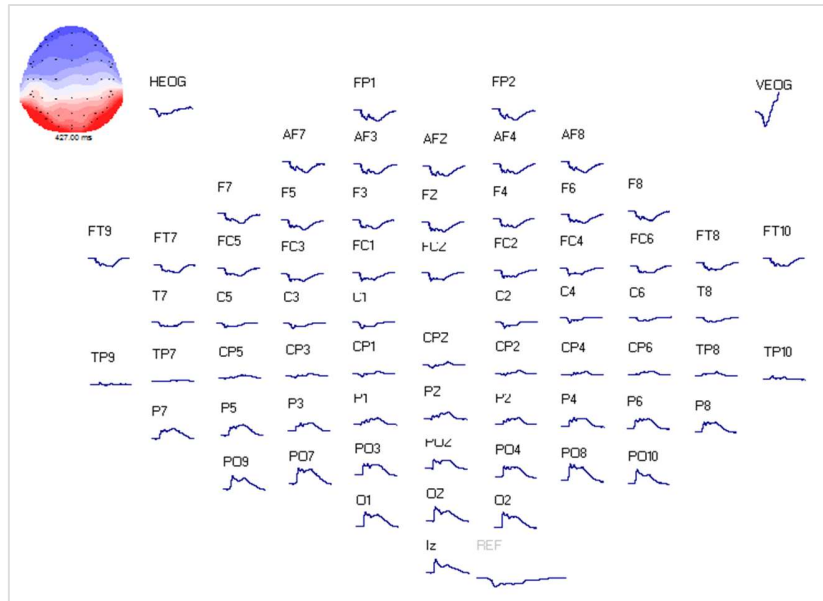 HEOG FP1 FP2 VEOG
427.00 ms
AF7 AF3 AFZ AF4 AF8
F7 F5 F3 FZ F4 F6 F8
FT9 FT7 FC5 FC3 FC1 FCZ FC2 FC4 FC6 FT8 FT10
T7 C5 C3 C1 C2 C4 C6 T8
TP9 TP7 CP5 CP3 CP1 CPZ CP2 CP4 CP6 TP8 TP10
P7 P5 P3 P1 PZ P2 P4 P6 P8
PO9 PO7 PO3 POZ PO4 PO8 PO10
O1 OZ O2
Iz REF